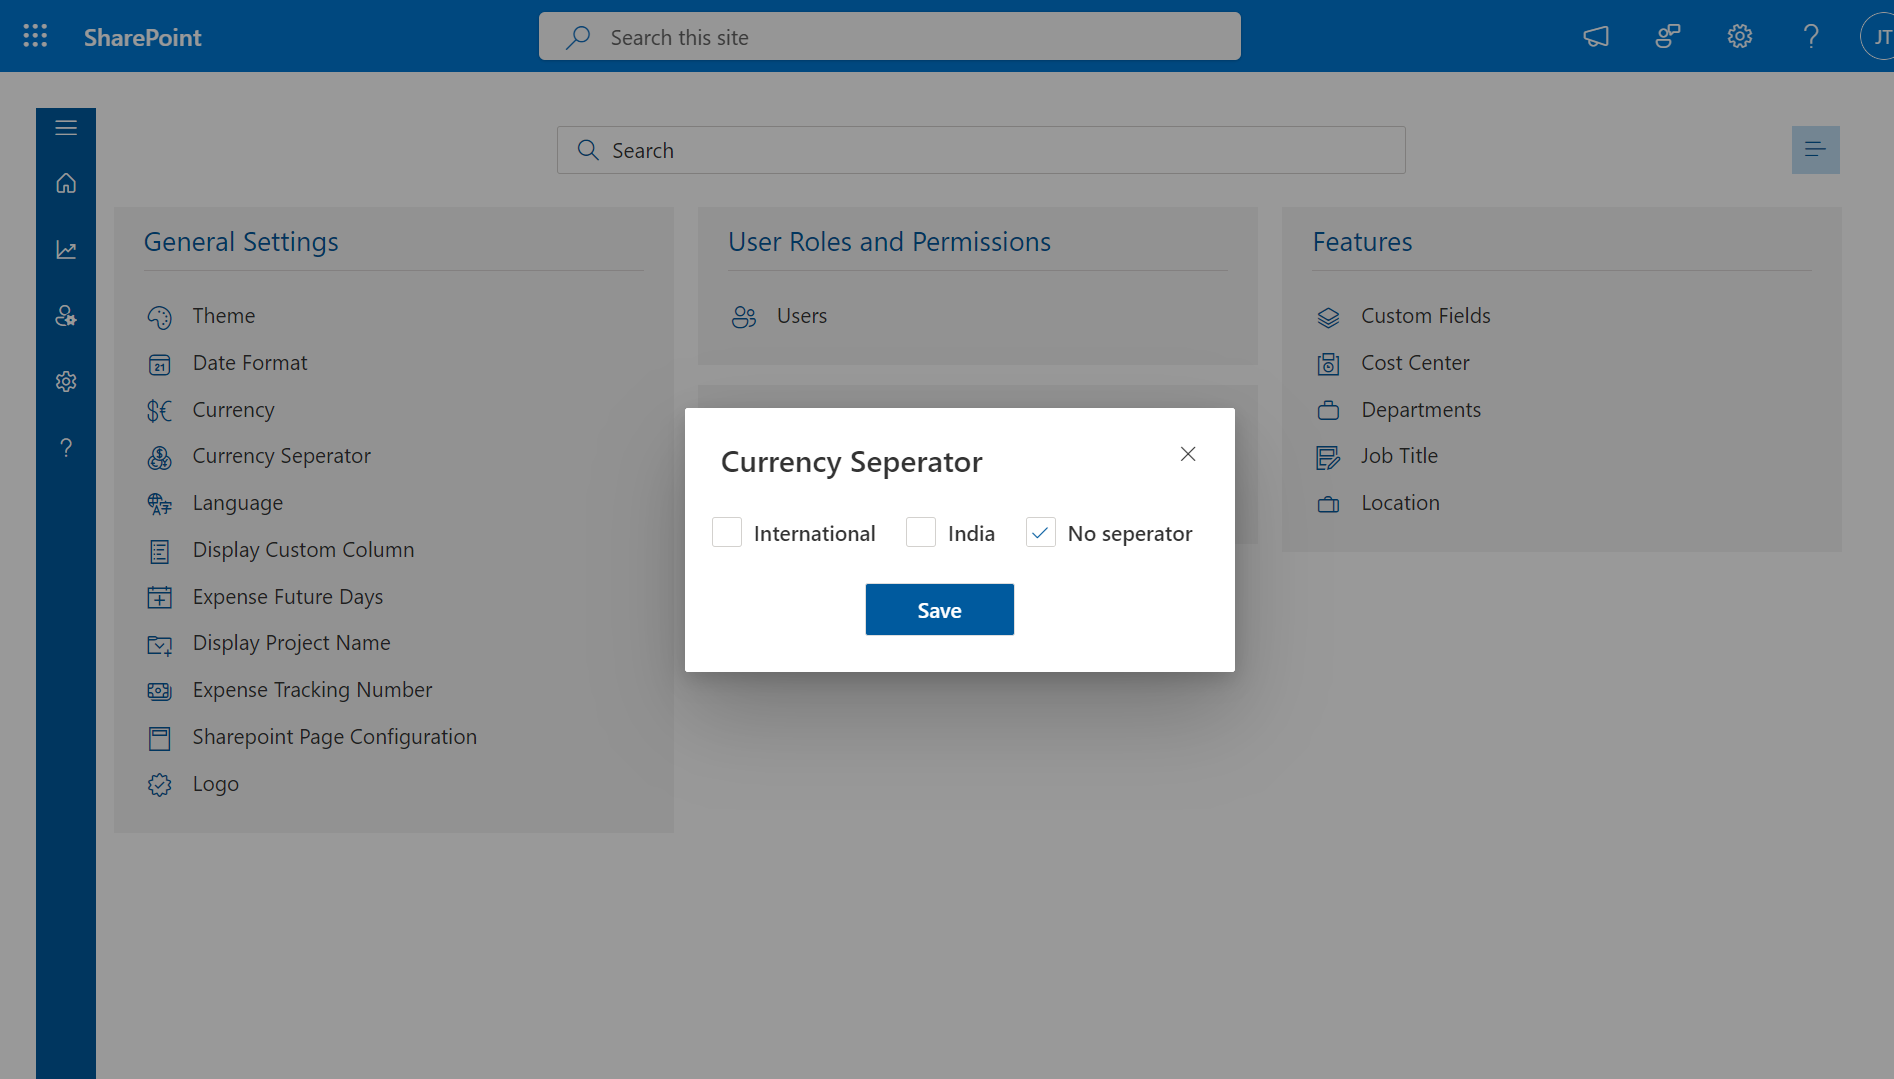 SharePoint
Search this site
JT
Search
General Settings
Theme
21
Date Format
Currency
Currency Seperator
Language
Display Custom Column
Expense Future Days
Display Project Name
Expense Tracking Number
Sharepoint Page Configuration
Logo
User Roles and Permissions
Users
Features
Custom Fields
Cost Center
Departments
Job Title
Location
Currency Seperator
International
India
No seperator
Save